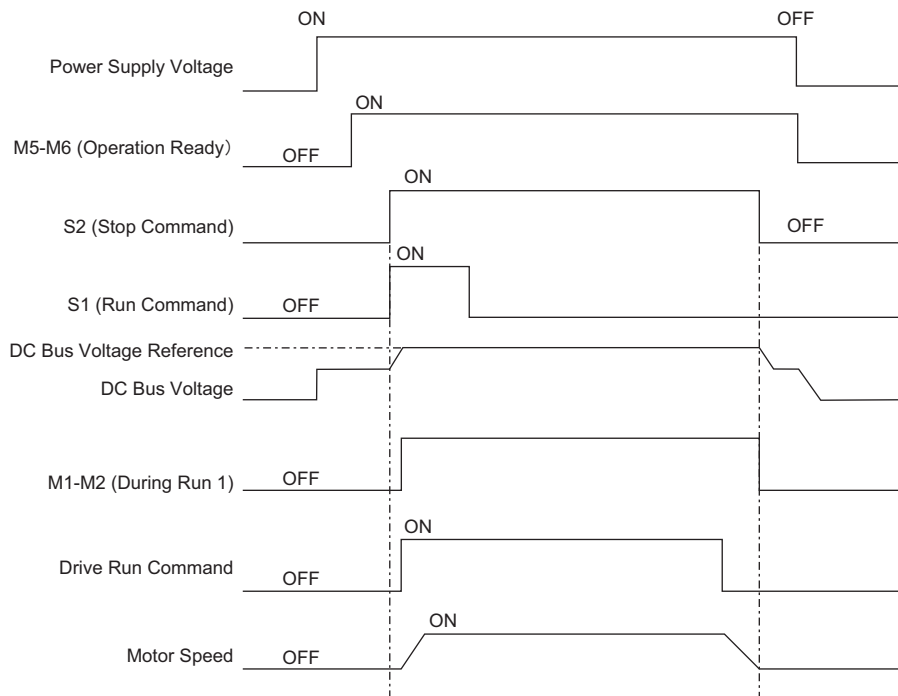 ON OFF
Power Supply Voltage
ON
M5-M6 (Operation Ready）
OFF
ON
S2 (Stop Command)
OFF
ON
S1 (Run Command)
OFF
DC Bus Voltage Reference
DC Bus Voltage
M1-M2 (During Run 1)
OFF
ON
Drive Run Command
OFF
ON
Motor Speed
OFF